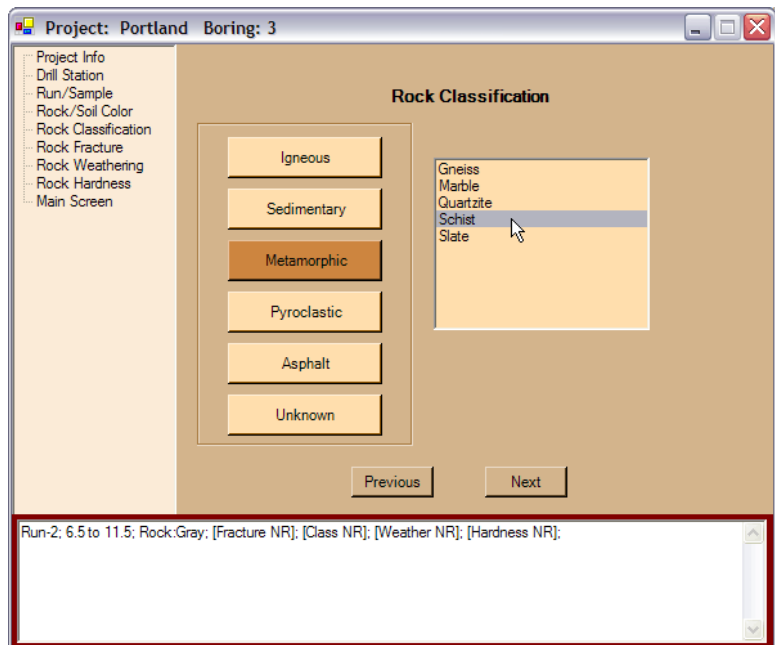 Project: Portland Boring: 3
Project Info
Drill Station
Run/Sample
Rock/Soil Color
Rock Classification
Rock Fracture
Rock Weathering
Rock Hardness
Main Screen
Rock Classification
Igneous
Sedimentary
Metamorphic
Pyroclastic
Asphalt
Unknown
Gneiss
Marble
Quartzite
Schist
Slate
Previous
Next
Run-2; 6.5 to 11.5; Rock:Gray; [Fracture NR]; [Class NR]; [Weather NR]; [Hardness NR];